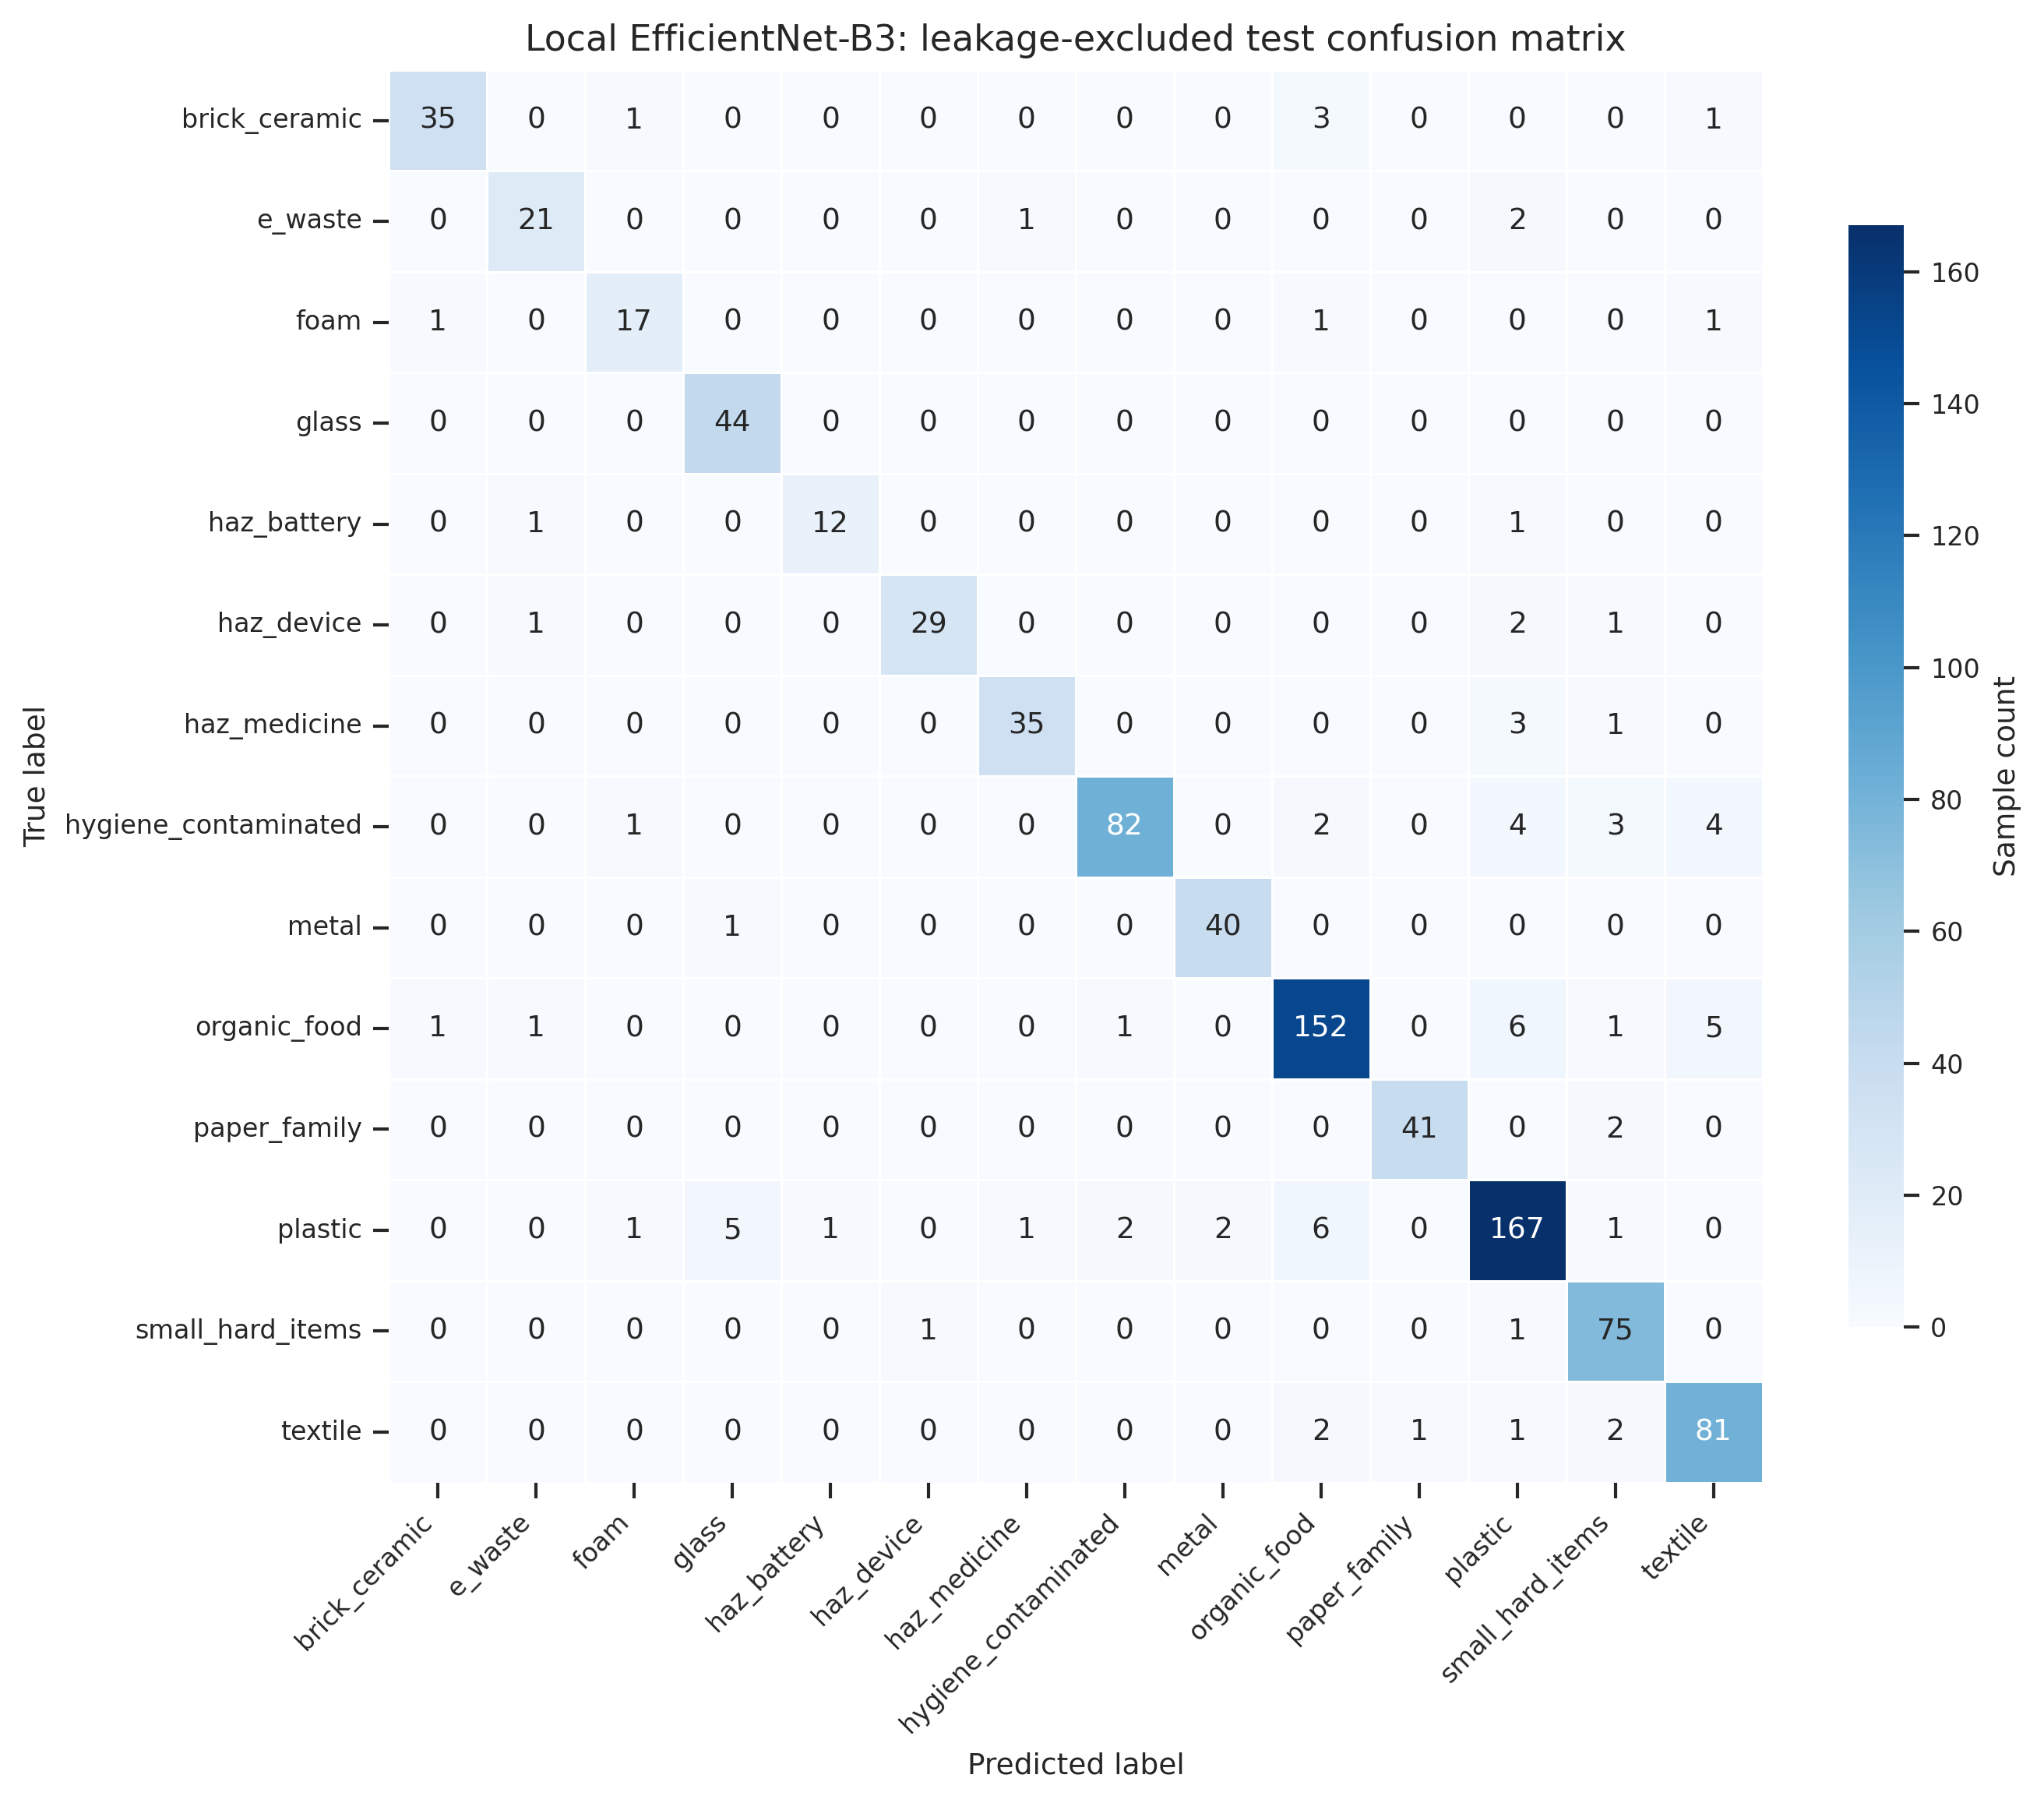 Local EfficientNet-B3: leakage-excluded test confusion matrix
brick_ceramic 35 0 1 0 0 0 0 0 0 3 0 0 0 1
e_waste 0 21 0 0 0 0 1 0 0 0 0 2 0 0
foam 1 0 17 0 0 0 0 0 0 1 0 0 0 1
glass 0 0 0 44 0 0 0 0 0 0 0 0 0 0
haz_battery 0 1 0 0 12 0 0 0 0 0 0 1 0 0
haz_device 0 1 0 0 0 29 0 0 0 0 0 2 1 0
haz_medicine 0 0 0 0 0 0 35 0 0 0 0 3 1 0
hygiene_contaminated 0 0 1 0 0 0 0 82 0 2 0 4 3 4
metal 0 0 0 1 0 0 0 0 40 0 0 0 0 0
organic_food 1 1 0 0 0 0 0 1 0 152 0 6 1 5
paper_family 0 0 0 0 0 0 0 0 0 0 41 0 2 0
plastic 0 0 1 5 1 0 1 2 2 6 0 167 1 0
small_hard_items 0 0 0 0 0 1 0 0 0 0 0 1 75 0
textile 0 0 0 0 0 0 0 0 0 2 1 1 2 81
True label
brick_ceramic
e_waste
foam
glass
haz_battery
haz_device
haz_medicine
hygiene_contaminated
metal
organic_food
paper_family
plastic
small_hard_items
textile
Predicted label
160
140
120
100
80
60
40
20
0
Sample count